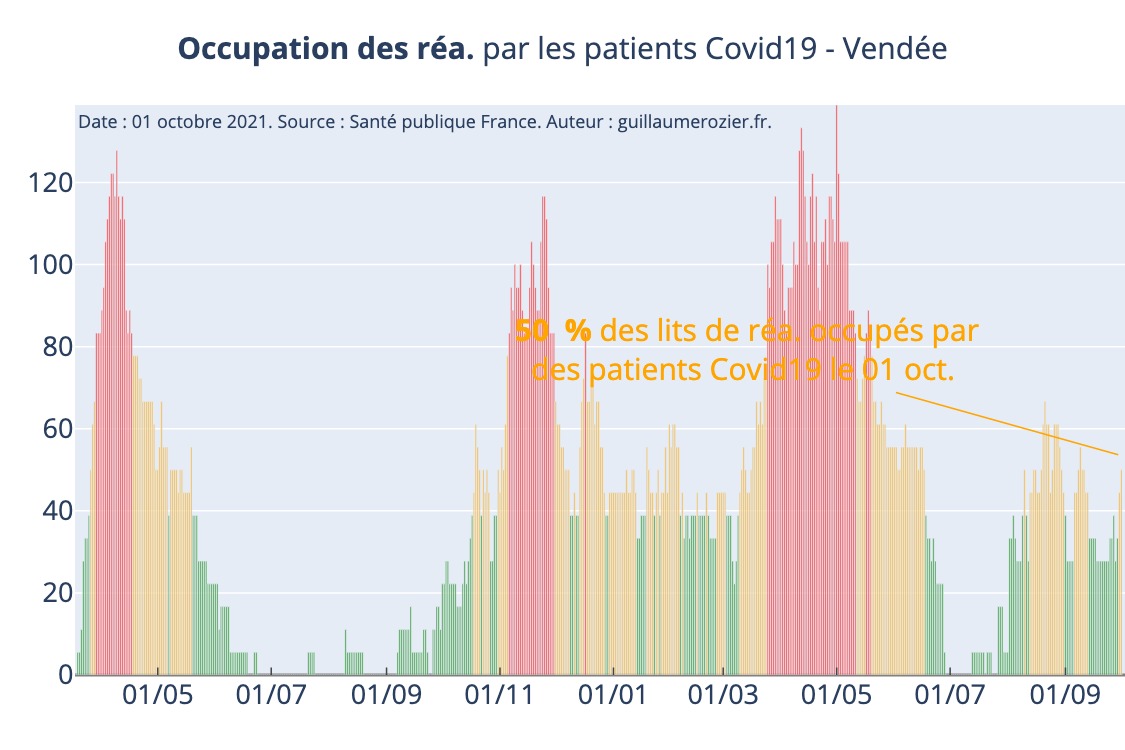 Occupation des réa. par les patients Covid19 - Vendée
Date : 01 octobre 2021. Source : Santé publique France. Auteur : guillaumerozier.fr.
120
100
80
60
40
20
0
50 % des lits de réa. occupés par
des patients Covid19 le 01 oct.
01/05 01/07 01/09 01/11 01/01 01/03 01/05 01/07 01/09